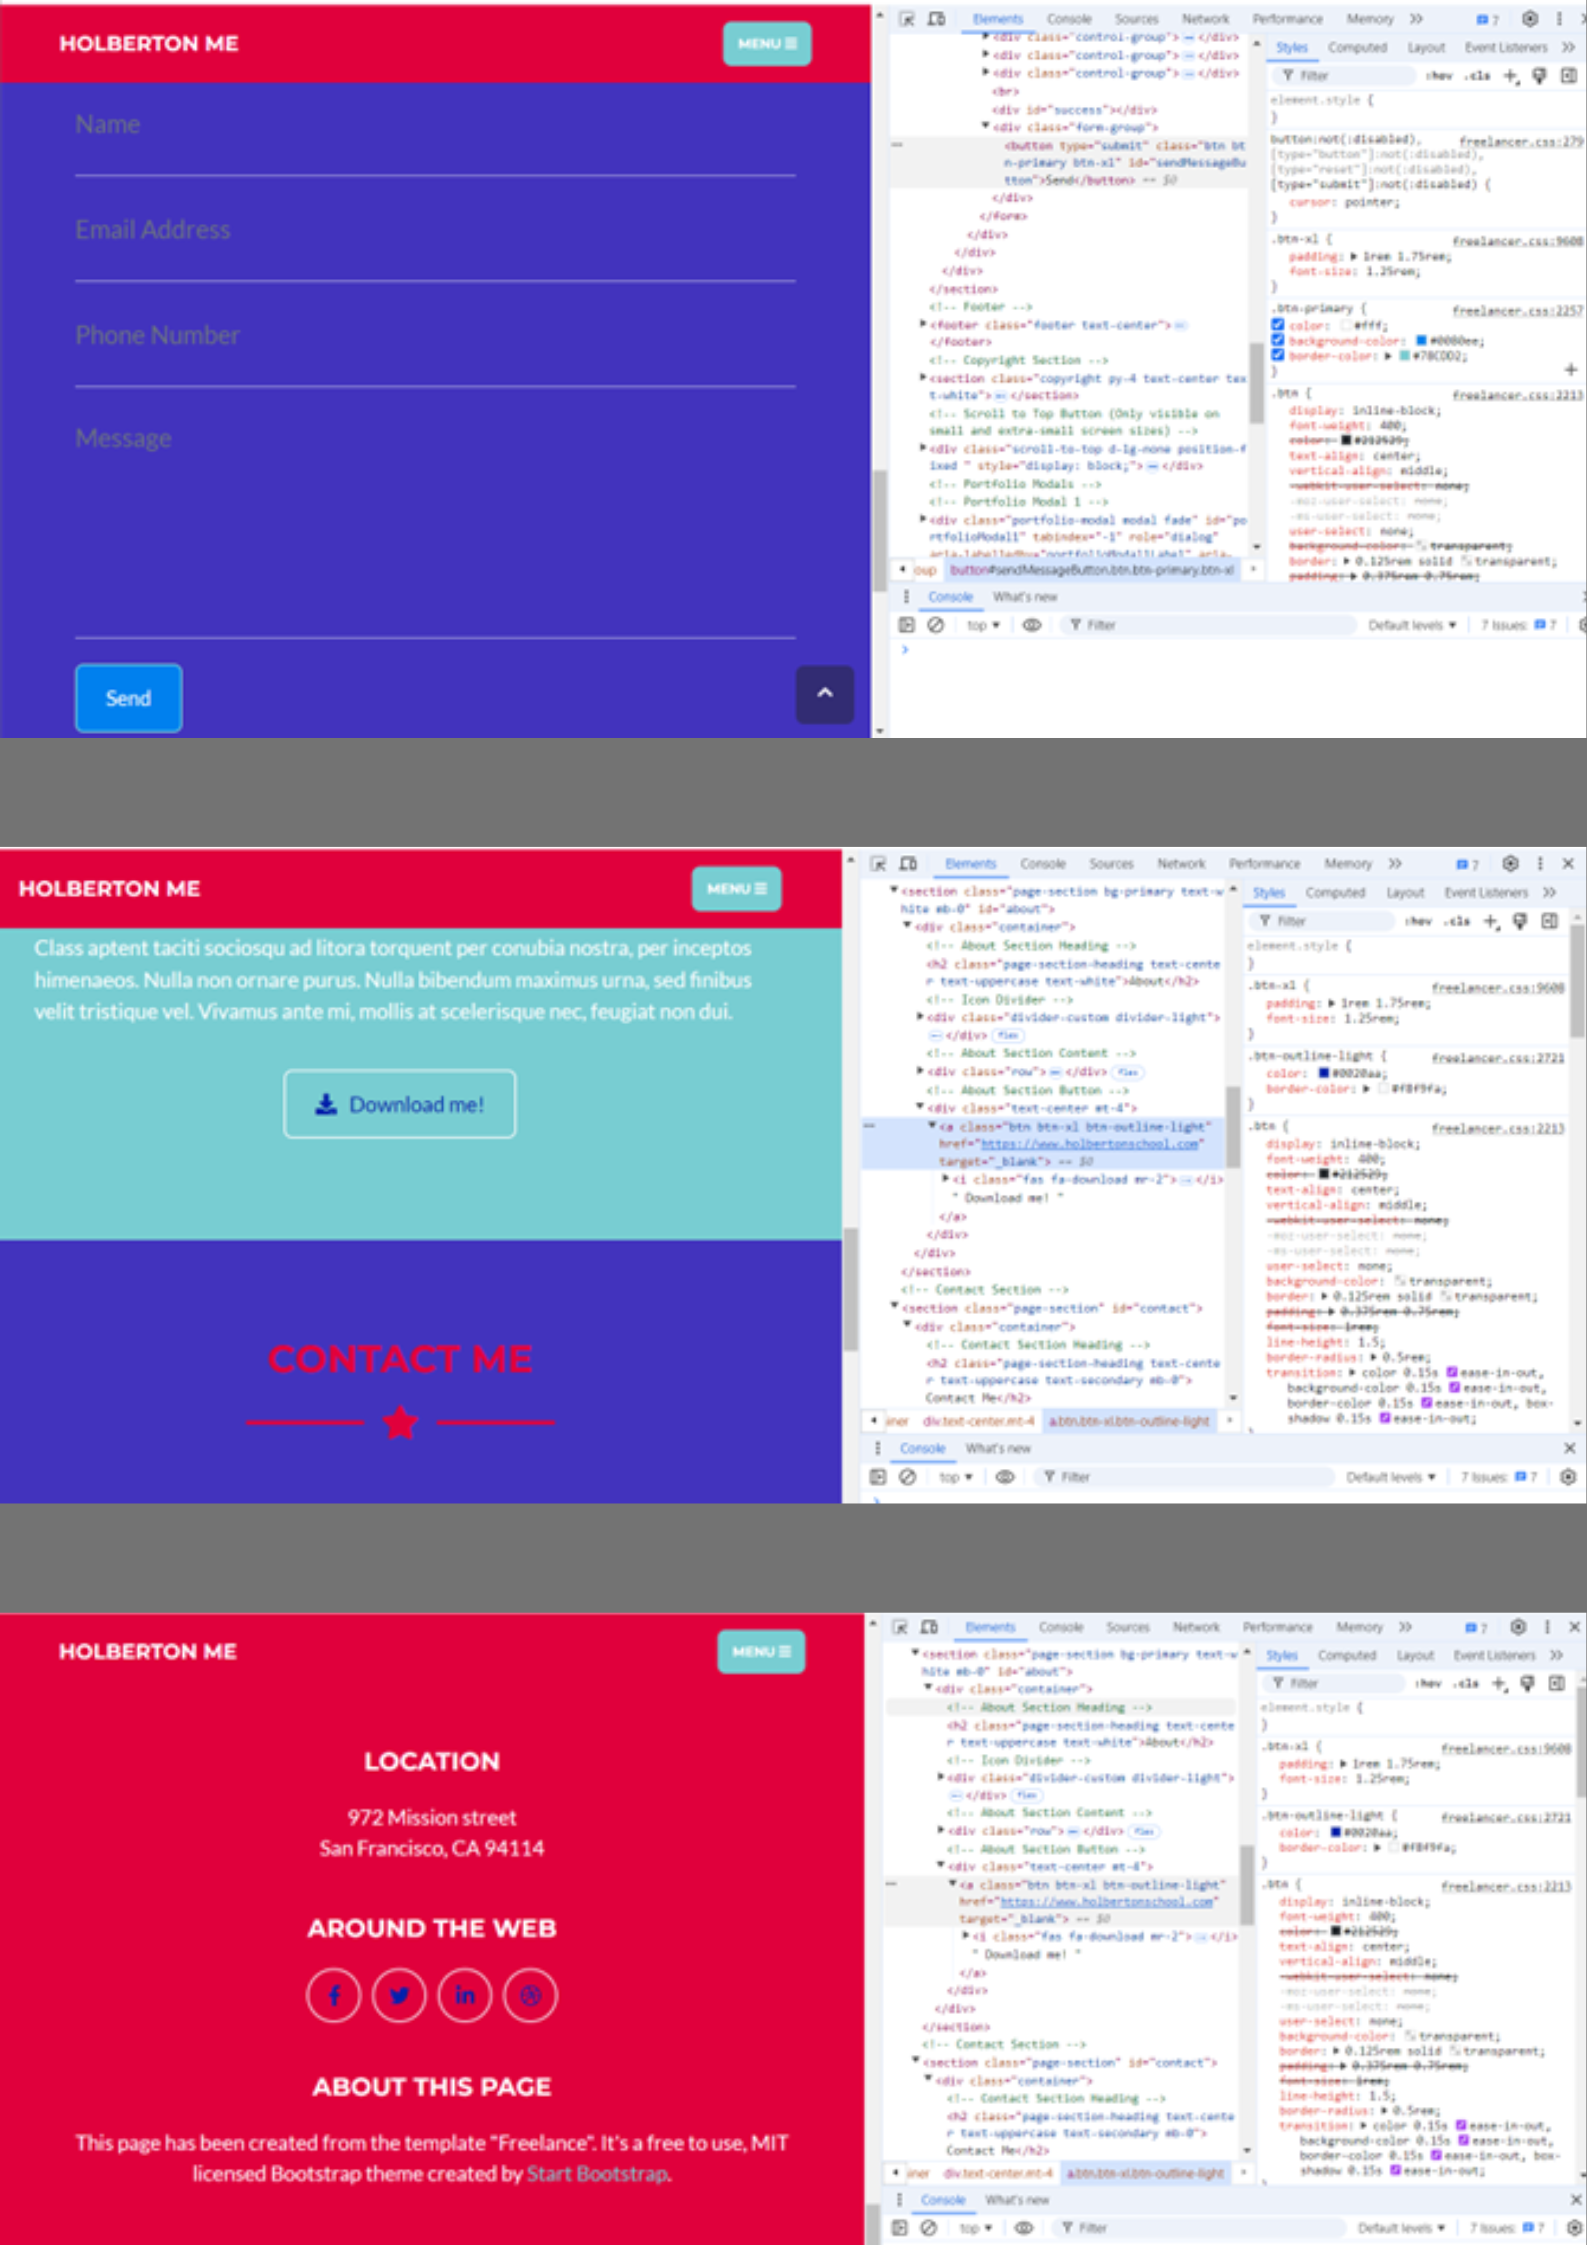 HOLBERTON ME
MENU
Name
Email Address
Phone Number
Message
Send
Elements Console Sources Network Performance Memory 7
<div class="control-group"> </div>
<div class="control-group"> </div>
<div class="control-group"> </div>
<br>
<div id="success"></div>
<div class="form-group">
<button type="submit" class="btn bt
n-primary btn-xl" id="sendMessageBu
tton">Send</button> == $0
</div>
</form>
</div>
</div>
</div>
</section>
<!-- Footer -->
<footer class="footer text-center">
</footer>
<!-- Copyright Section -->
<section class="copyright py-4 text-center tex
t-white"> </section>
<!-- Scroll to Top Button (Only visible on
small and extra-small screen sizes) -->
<div class="scroll-to-top d-lg-none position-f
ixed " style="display: block;"> </div>
<!-- Portfolio Modals -->
<!-- Portfolio Modal 1 -->
<div class="portfolio-modal modal fade" id="po
rtfolioModal1" tabindex="-1" role="dialog"
aria-labelledby="portfolioModal1Label" aria-
oup button#sendMessageButton.btn.btn-primary.btn-xl
Styles Computed Layout Event Listeners
Filter :hov .cls
element.style {
}
button:not(:disabled), freelancer.css:279
[type="button"]:not(:disabled),
[type="reset"]:not(:disabled),
[type="submit"]:not(:disabled) {
cursor: pointer;
}
.btn-xl { freelancer.css:9608
padding: 1rem 1.75rem;
font-size: 1.25rem;
}
.btn-primary { freelancer.css:2257
color: #fff;
background-color: #0080ee;
border-color: #78CDD2;
}
.btn { freelancer.css:2213
display: inline-block;
font-weight: 400;
color: #212529;
text-align: center;
vertical-align: middle;
-webkit-user-select: none;
-moz-user-select: none;
-ms-user-select: none;
user-select: none;
background-color: transparent;
border: 0.125rem solid transparent;
padding: 0.375rem 0.75rem;
Console What's new
top Filter Default levels 7 Issues: 7
HOLBERTON ME
MENU
Class aptent taciti sociosqu ad litora torquent per conubia nostra, per inceptos
himenaeos. Nulla non ornare purus. Nulla bibendum maximus urna, sed finibus
velit tristique vel. Vivamus ante mi, mollis at scelerisque nec, feugiat non dui.
Download me!
CONTACT ME
Elements Console Sources Network Performance Memory 7
<section class="page-section bg-primary text-w
hite mb-0" id="about">
<div class="container">
<!-- About Section Heading -->
<h2 class="page-section-heading text-cente
r text-uppercase text-white">About</h2>
<!-- Icon Divider -->
<div class="divider-custom divider-light">
</div> flex
<!-- About Section Content -->
<div class="row"> </div> flex
<!-- About Section Button -->
<div class="text-center mt-4">
<a class="btn btn-xl btn-outline-light"
href="https://www.holbertonschool.com"
target="_blank"> == $0
<i class="fas fa-download mr-2"> </i>
" Download me! "
</a>
</div>
</div>
</section>
<!-- Contact Section -->
<section class="page-section" id="contact">
<div class="container">
<!-- Contact Section Heading -->
<h2 class="page-section-heading text-cente
r text-uppercase text-secondary mb-0">
Contact Me</h2>
iner div.text-center.mt-4 a.btn.btn-xl.btn-outline-light
Styles Computed Layout Event Listeners
Filter :hov .cls
element.style {
}
.btn-xl { freelancer.css:9608
padding: 1rem 1.75rem;
font-size: 1.25rem;
}
.btn-outline-light { freelancer.css:2721
color: #0020aa;
border-color: #f8f9fa;
}
.btn { freelancer.css:2213
display: inline-block;
font-weight: 400;
color: #212529;
text-align: center;
vertical-align: middle;
-webkit-user-select: none;
-moz-user-select: none;
-ms-user-select: none;
user-select: none;
background-color: transparent;
border: 0.125rem solid transparent;
padding: 0.375rem 0.75rem;
font-size: 1rem;
line-height: 1.5;
border-radius: 0.5rem;
transition: color 0.15s ease-in-out,
background-color 0.15s ease-in-out,
border-color 0.15s ease-in-out, box-
shadow 0.15s ease-in-out;
}
Console What's new
top Filter Default levels 7 Issues: 7
HOLBERTON ME
MENU
LOCATION
972 Mission street
San Francisco, CA 94114
AROUND THE WEB
ABOUT THIS PAGE
This page has been created from the template "Freelance". It's a free to use, MIT
licensed Bootstrap theme created by Start Bootstrap.
Elements Console Sources Network Performance Memory 7
<section class="page-section bg-primary text-w
hite mb-0" id="about">
<div class="container">
<!-- About Section Heading -->
<h2 class="page-section-heading text-cente
r text-uppercase text-white">About</h2>
<!-- Icon Divider -->
<div class="divider-custom divider-light">
</div> flex
<!-- About Section Content -->
<div class="row"> </div> flex
<!-- About Section Button -->
<div class="text-center mt-4">
<a class="btn btn-xl btn-outline-light"
href="https://www.holbertonschool.com"
target="_blank"> == $0
<i class="fas fa-download mr-2"> </i>
" Download me! "
</a>
</div>
</div>
</section>
<!-- Contact Section -->
<section class="page-section" id="contact">
<div class="container">
<!-- Contact Section Heading -->
<h2 class="page-section-heading text-cente
r text-uppercase text-secondary mb-0">
Contact Me</h2>
iner div.text-center.mt-4 a.btn.btn-xl.btn-outline-light
Styles Computed Layout Event Listeners
Filter :hov .cls
element.style {
}
.btn-xl { freelancer.css:9608
padding: 1rem 1.75rem;
font-size: 1.25rem;
}
.btn-outline-light { freelancer.css:2721
color: #0020aa;
border-color: #f8f9fa;
}
.btn { freelancer.css:2213
display: inline-block;
font-weight: 400;
color: #212529;
text-align: center;
vertical-align: middle;
-webkit-user-select: none;
-moz-user-select: none;
-ms-user-select: none;
user-select: none;
background-color: transparent;
border: 0.125rem solid transparent;
padding: 0.375rem 0.75rem;
font-size: 1rem;
line-height: 1.5;
border-radius: 0.5rem;
transition: color 0.15s ease-in-out,
background-color 0.15s ease-in-out,
border-color 0.15s ease-in-out, box-
shadow 0.15s ease-in-out;
Console What's new
top Filter Default levels 7 Issues: 7